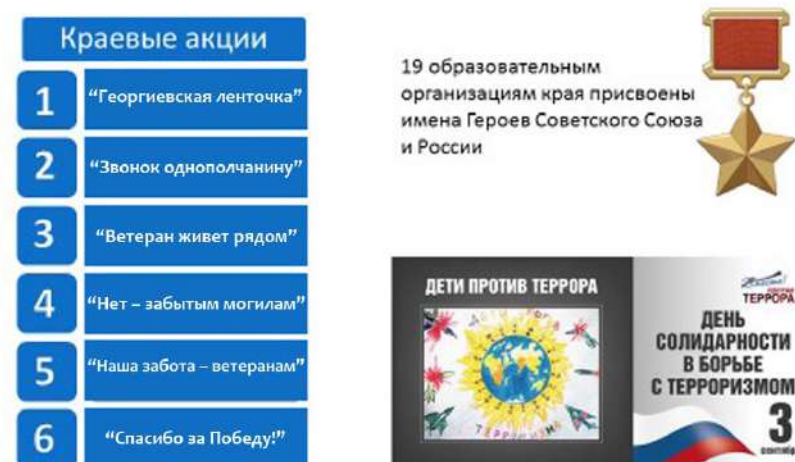 Краевые акции
1
“Георгиевская ленточка”
2
“Звонок однополчанину”
3
“Ветеран живет рядом”
4
“Нет – забытым могилам”
5
“Наша забота – ветеранам”
6
“Спасибо за Победу!”
19 образовательным
организациям края присвоены
имена Героев Советского Союза
и России
ДЕТИ ПРОТИВ ТЕРРОРА
ТЕРРОРИЗМА
ТЕРРОРА
ДЕНЬ
СОЛИДАРНОСТИ
В БОРЬБЕ
С ТЕРРОРИЗМОМ
3
сентября